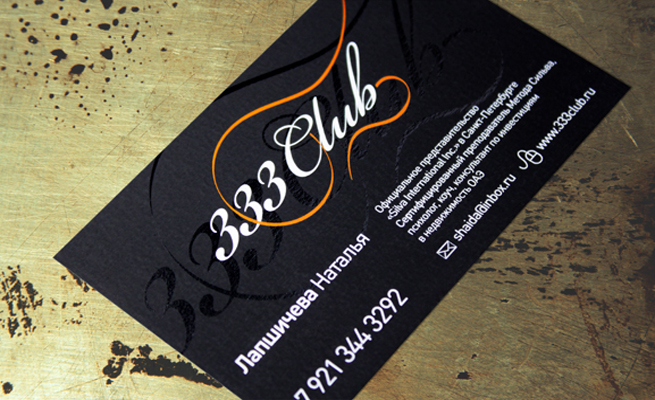 333 Club
Официальное представительство
«Silva International Inc.» в Санкт-Петербурге
Сертифицированный преподаватель Метода Сильва,
психолог, коуч, консультант по инвестициям
в недвижимость ОАЭ
shaida@inbox.ru www.333club.ru
Лапшичева Наталья
7 921 344 3292